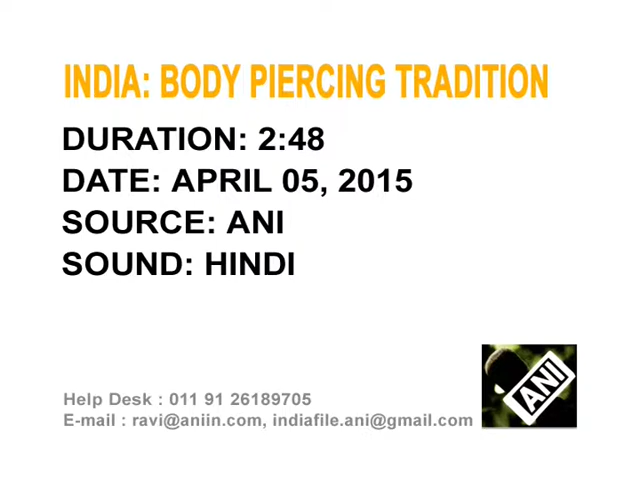 INDIA: BODY PIERCING TRADITION
DURATION: 2:48
DATE: APRIL 05, 2015
SOURCE: ANI
SOUND: HINDI
ANI
Help Desk : 011 91 26189705
E-mail : ravi@aniin.com, indiafile.ani@gmail.com